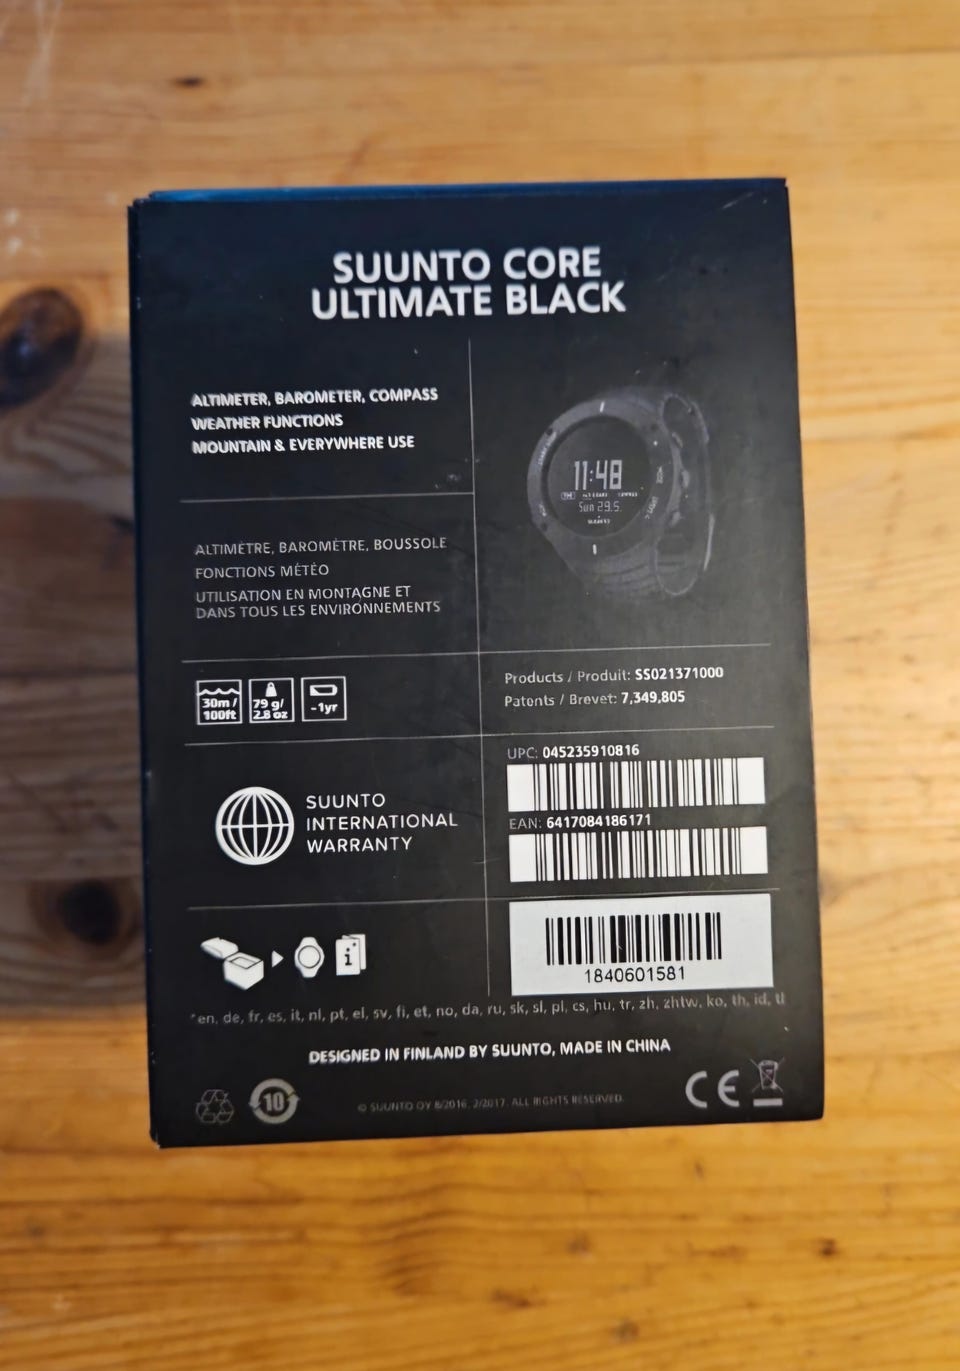 SUUNTO CORE
ULTIMATE BLACK
ALTIMETER, BAROMETER, COMPASS
WEATHER FUNCTIONS
MOUNTAIN & EVERYWHERE USE
ALTIMÈTRE, BAROMÈTRE, BOUSSOLE
FONCTIONS MÉTÉO
UTILISATION EN MONTAGNE ET
DANS TOUS LES ENVIRONNEMENTS
11:48
Sun 29.5.
30m /
100ft
79 g/
2.8 oz
~1yr
Products / Produit: SS021371000
Patents / Brevet: 7,349,805
UPC: 045235910816
EAN: 6417084186171
SUUNTO
INTERNATIONAL
WARRANTY
1840601581
i
*en, de, fr, es, it, nl, pt, el, sv, fi, et, no, da, ru, sk, sl, pl, cs, hu, tr, zh, zhtw, ko, th, id, tl
DESIGNED IN FINLAND BY SUUNTO, MADE IN CHINA
10
© SUUNTO OY 8/2016, 2/2017. ALL RIGHTS RESERVED.
CE